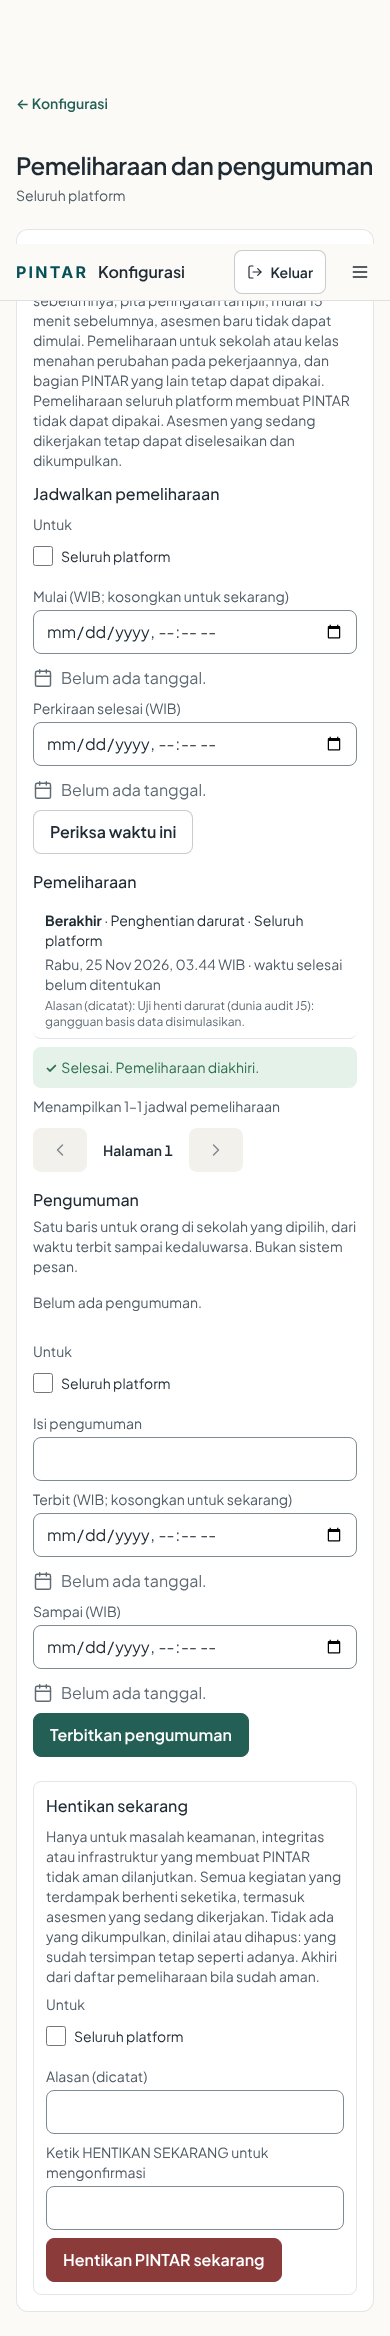 ← Konfigurasi
Pemeliharaan dan pengumuman
Seluruh platform
PINTAR Konfigurasi
Keluar
sebelumnya, pita peringatan tampil; mulai 15
menit sebelumnya, asesmen baru tidak dapat
dimulai. Pemeliharaan untuk sekolah atau kelas
menahan perubahan pada pekerjaannya, dan
bagian PINTAR yang lain tetap dapat dipakai.
Pemeliharaan seluruh platform membuat PINTAR
tidak dapat dipakai. Asesmen yang sedang
dikerjakan tetap dapat diselesaikan dan
dikumpulkan.
Jadwalkan pemeliharaan
Untuk
Seluruh platform
Mulai (WIB; kosongkan untuk sekarang)
mm/dd/yyyy, --:-- --
Belum ada tanggal.
Perkiraan selesai (WIB)
mm/dd/yyyy, --:-- --
Belum ada tanggal.
Periksa waktu ini
Pemeliharaan
Berakhir · Penghentian darurat · Seluruh
platform
Rabu, 25 Nov 2026, 03.44 WIB · waktu selesai
belum ditentukan
Alasan (dicatat): Uji henti darurat (dunia audit J5):
gangguan basis data disimulasikan.
✓ Selesai. Pemeliharaan diakhiri.
Menampilkan 1–1 jadwal pemeliharaan
Halaman 1
Pengumuman
Satu baris untuk orang di sekolah yang dipilih, dari
waktu terbit sampai kedaluwarsa. Bukan sistem
pesan.
Belum ada pengumuman.
Untuk
Seluruh platform
Isi pengumuman
Terbit (WIB; kosongkan untuk sekarang)
mm/dd/yyyy, --:-- --
Belum ada tanggal.
Sampai (WIB)
mm/dd/yyyy, --:-- --
Belum ada tanggal.
Terbitkan pengumuman
Hentikan sekarang
Hanya untuk masalah keamanan, integritas
atau infrastruktur yang membuat PINTAR
tidak aman dilanjutkan. Semua kegiatan yang
terdampak berhenti seketika, termasuk
asesmen yang sedang dikerjakan. Tidak ada
yang dikumpulkan, dinilai atau dihapus: yang
sudah tersimpan tetap seperti adanya. Akhiri
dari daftar pemeliharaan bila sudah aman.
Untuk
Seluruh platform
Alasan (dicatat)
Ketik HENTIKAN SEKARANG untuk
mengonfirmasi
Hentikan PINTAR sekarang